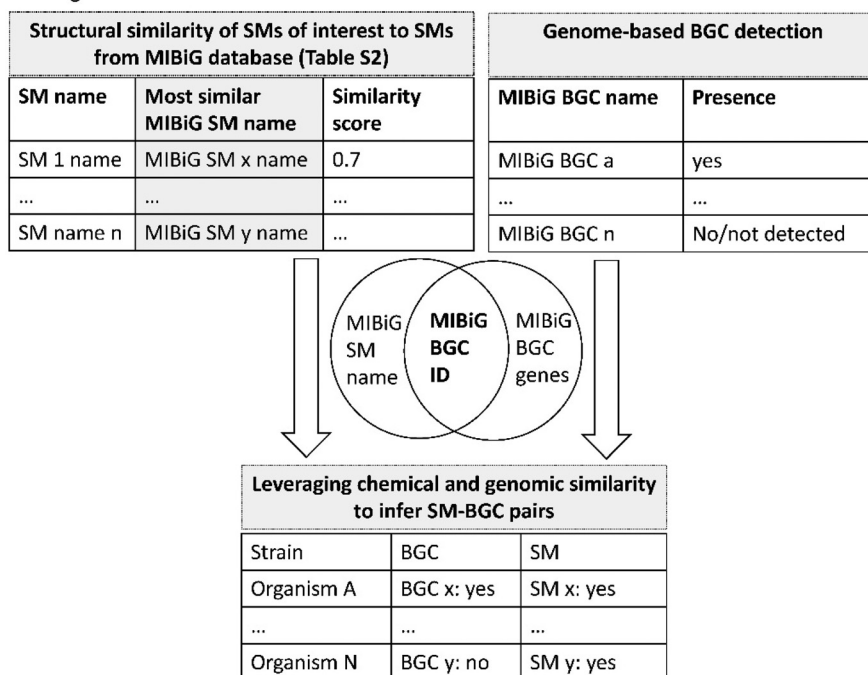 Structural similarity of SMs of interest to SMs
from MIBiG database (Table S2)
SM name Most similar MIBiG SM name Similarity score
SM 1 name MIBiG SM x name 0.7
... ... ...
SM name n MIBiG SM y name ...
Genome-based BGC detection
MIBiG BGC name Presence
MIBiG BGC a yes
... ...
MIBiG BGC n No/not detected
MIBiG
SM
name
MIBiG
BGC
ID
MIBiG
BGC
genes
Leveraging chemical and genomic similarity
to infer SM-BGC pairs
Strain BGC SM
Organism A BGC x: yes SM x: yes
... ... ...
Organism N BGC y: no SM y: yes